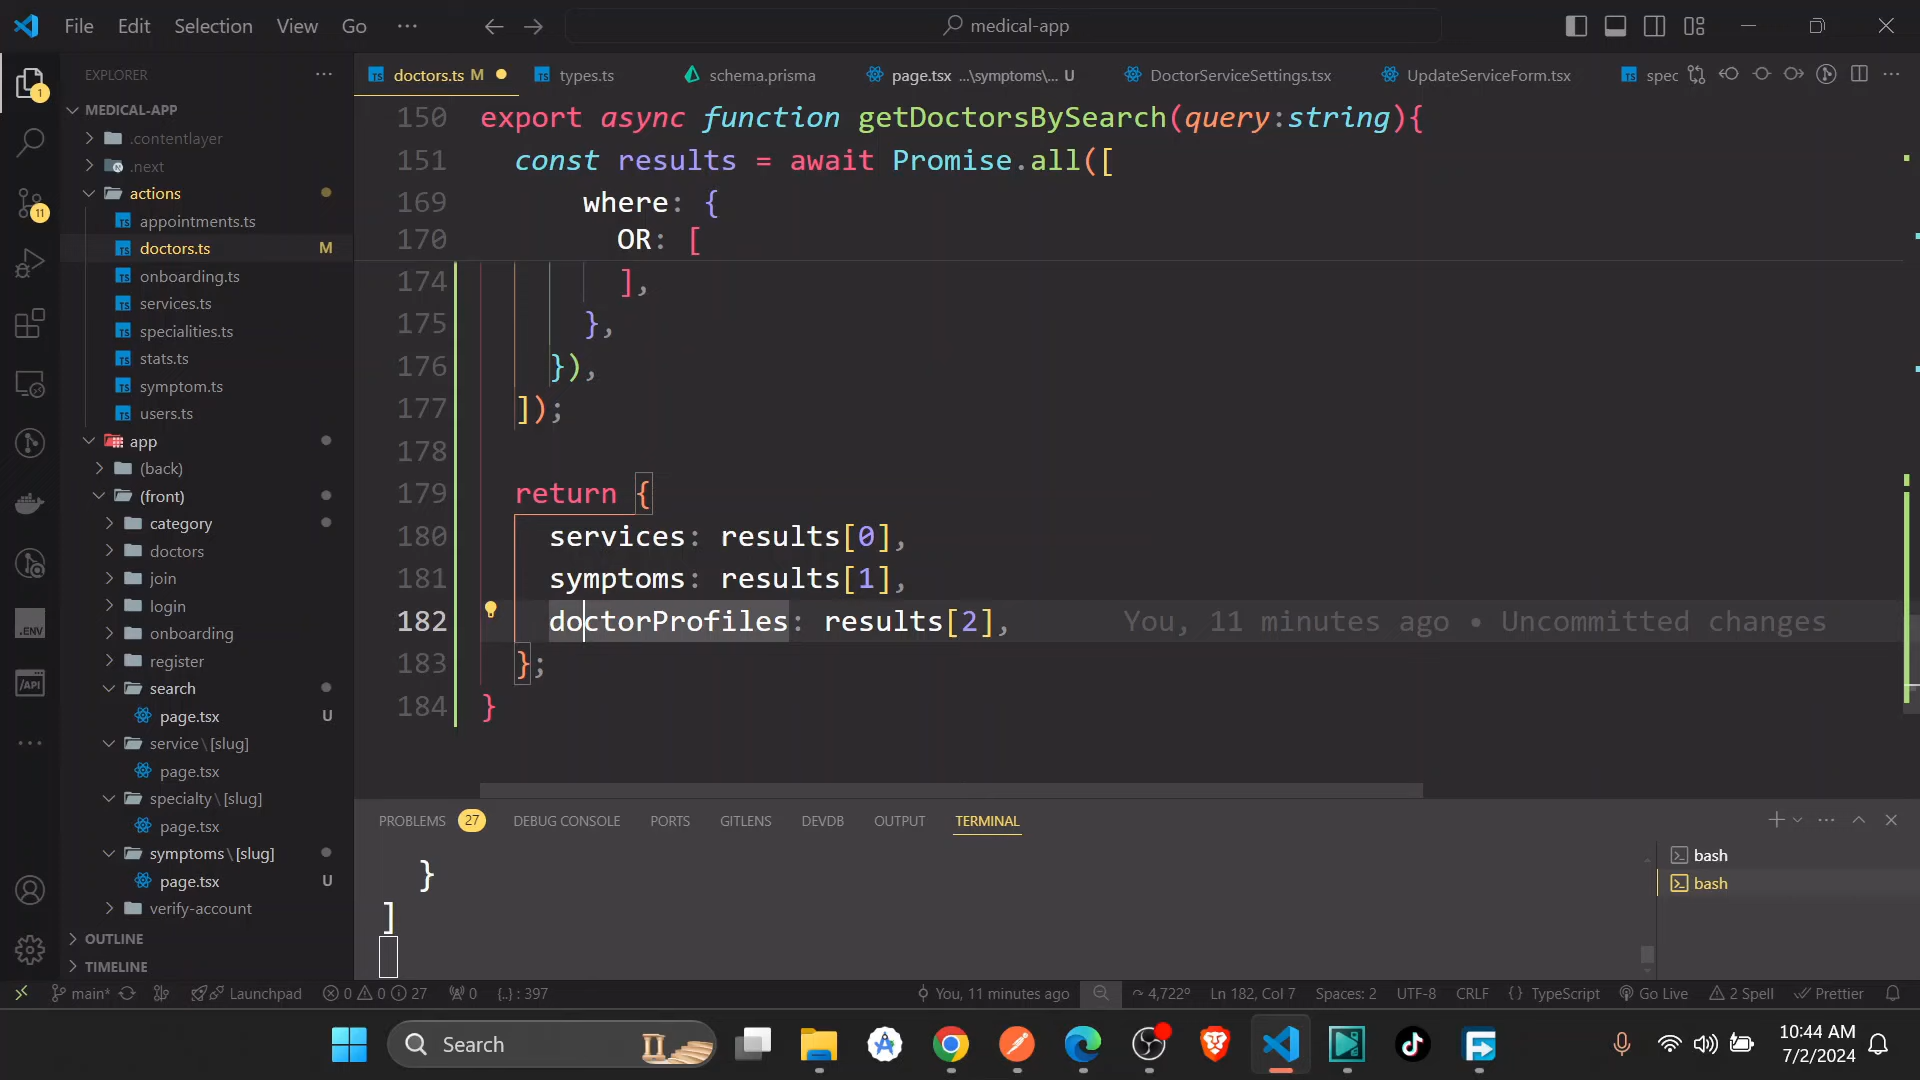 File Edit Selection View Go ··· medical-app
EXPLORER ···
MEDICAL-APP
.contentlayer
.next
actions
appointments.ts
doctors.ts M
onboarding.ts
services.ts
specialities.ts
stats.ts
symptom.ts
users.ts
app
(back)
(front)
category
doctors
join
login
onboarding
register
search
page.tsx U
service\[slug]
page.tsx
specialty\[slug]
page.tsx
symptoms\[slug]
page.tsx U
verify-account
OUTLINE
TIMELINE
1
11
.ENV
/API
doctors.ts M types.ts schema.prisma page.tsx ...\symptoms\... U DoctorServiceSettings.tsx UpdateServiceForm.tsx spec
150 export async function getDoctorsBySearch(query:string){
151 const results = await Promise.all([
169 where: {
170 OR: [
174 ],
175 },
176 }),
177 ]);
178
179 return {
180 services: results[0],
181 symptoms: results[1],
182 doctorProfiles: results[2], You, 11 minutes ago • Uncommitted changes
183 };
184 }
PROBLEMS 27 DEBUG CONSOLE PORTS GITLENS DEVDB OUTPUT TERMINAL
}
]
bash
bash
main* Launchpad 0 0 27 0 {..} : 397 You, 11 minutes ago 4,722º Ln 182, Col 7 Spaces: 2 UTF-8 CRLF { } TypeScript Go Live 2 Spell Prettier
Search
10:44 AM
7/2/2024